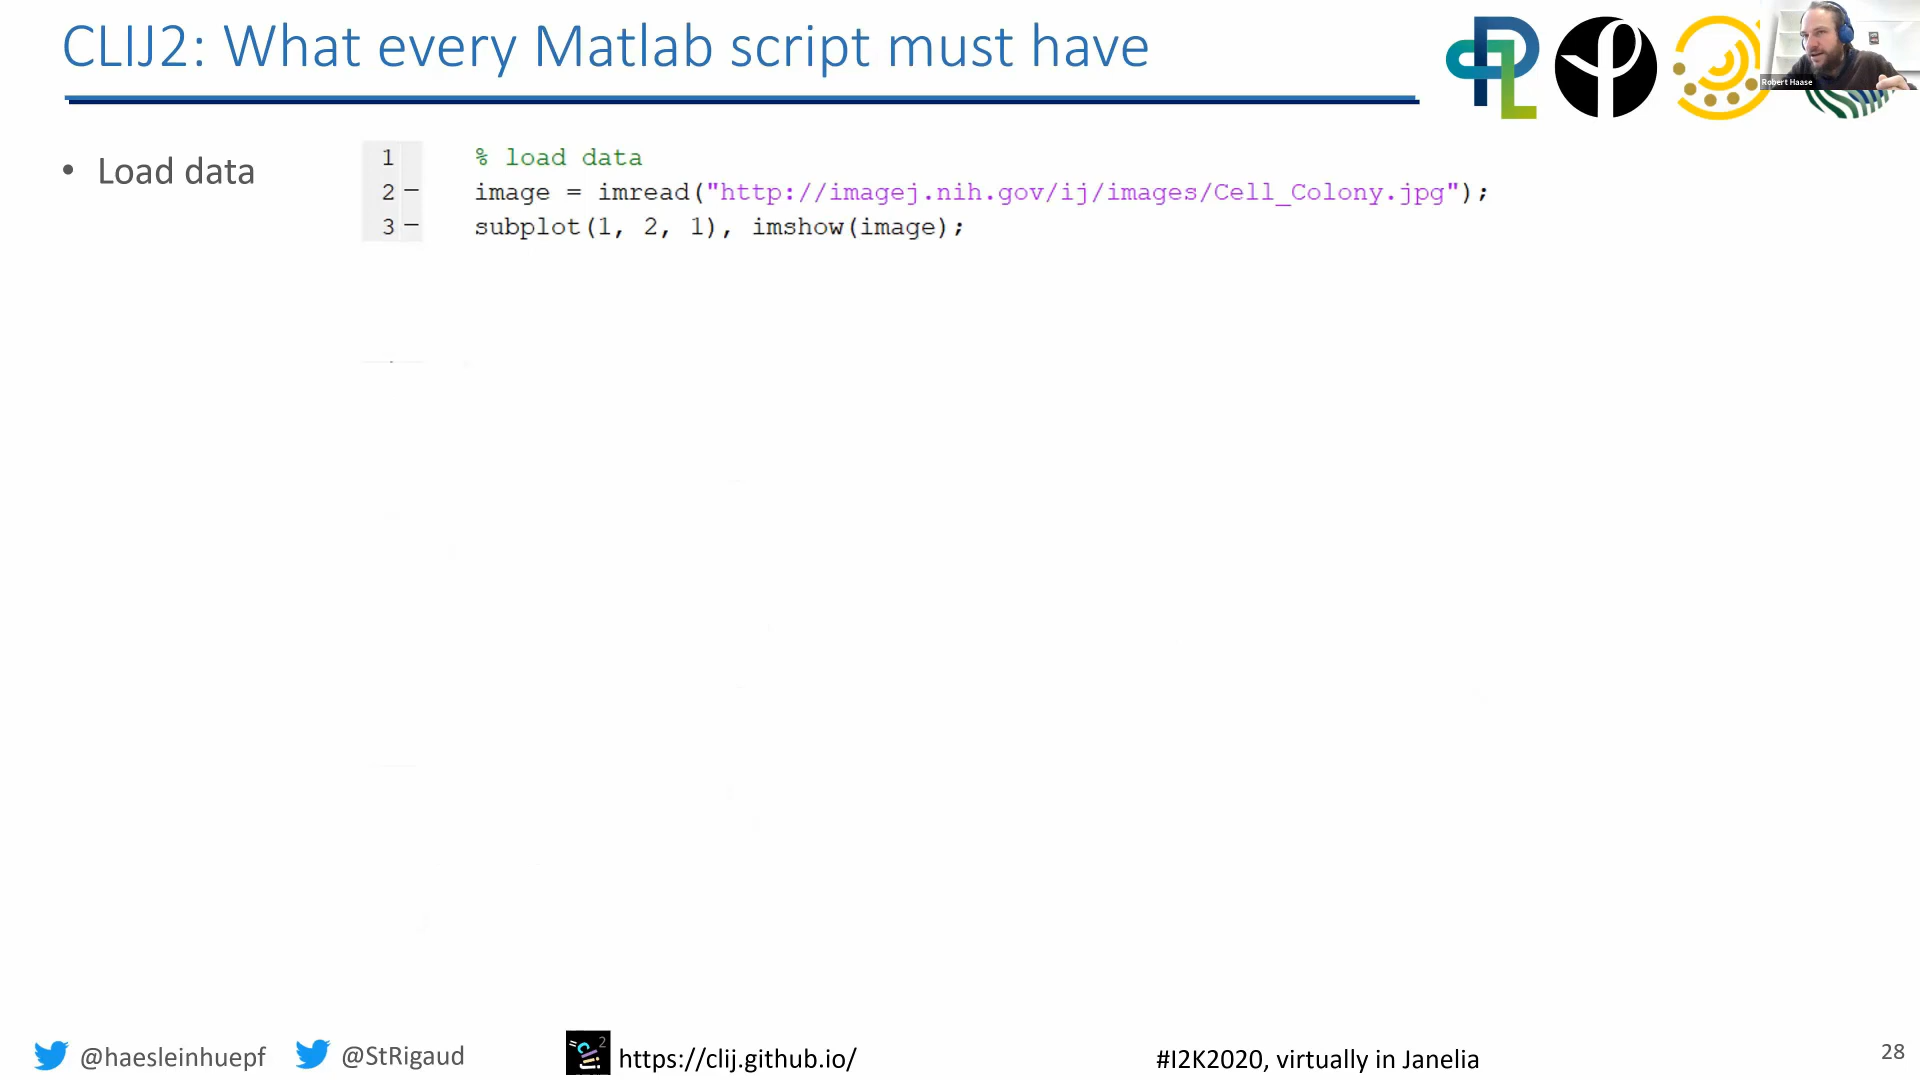 CLIJ2: What every Matlab script must have
Robert Haase
• Load data
1 % load data
2 – image = imread("http://imagej.nih.gov/ij/images/Cell_Colony.jpg");
3 – subplot(1, 2, 1), imshow(image);
@haesleinhuepf
@StRigaud
https://clij.github.io/
#I2K2020, virtually in Janelia
28